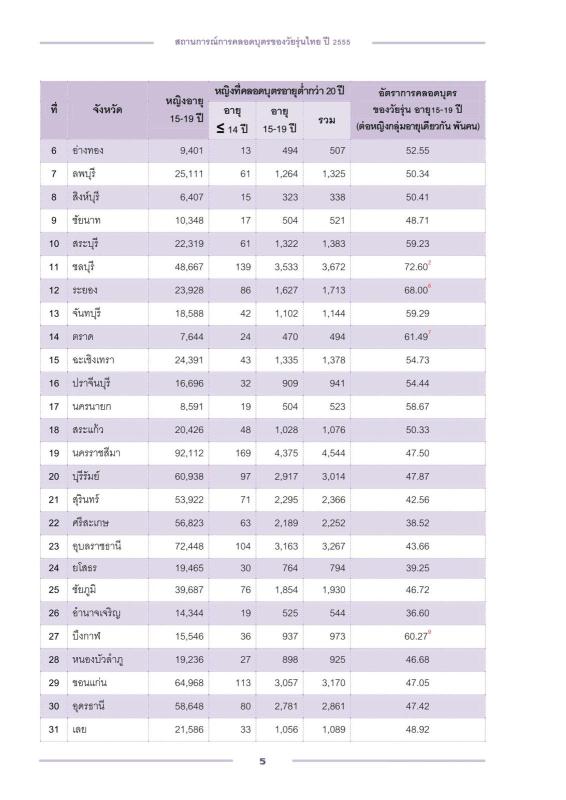 สถานการณ์การคลอดบุตรของวัยรุ่นไทย ปี 2555
ที่ จังหวัด หญิงอายุ 15-19 ปี หญิงที่คลอดบุตรอายุต่ำกว่า 20 ปี อัตราการคลอดบุตร
อายุ ≤ 14 ปี อายุ 15-19 ปี รวม ของวัยรุ่น อายุ15-19 ปี
(ต่อหญิงกลุ่มอายุเดียวกัน พันคน)
6 อ่างทอง 9,401 13 494 507 52.55
7 ลพบุรี 25,111 61 1,264 1,325 50.34
8 สิงห์บุรี 6,407 15 323 338 50.41
9 ชัยนาท 10,348 17 504 521 48.71
10 สระบุรี 22,319 61 1,322 1,383 59.23
11 ชลบุรี 48,667 139 3,533 3,672 72.60²
12 ระยอง 23,928 86 1,627 1,713 68.00⁶
13 จันทบุรี 18,588 42 1,102 1,144 59.29
14 ตราด 7,644 24 470 494 61.49⁷
15 ฉะเชิงเทรา 24,391 43 1,335 1,378 54.73
16 ปราจีนบุรี 16,696 32 909 941 54.44
17 นครนายก 8,591 19 504 523 58.67
18 สระแก้ว 20,426 48 1,028 1,076 50.33
19 นครราชสีมา 92,112 169 4,375 4,544 47.50
20 บุรีรัมย์ 60,938 97 2,917 3,014 47.87
21 สุรินทร์ 53,922 71 2,295 2,366 42.56
22 ศรีสะเกษ 56,823 63 2,189 2,252 38.52
23 อุบลราชธานี 72,448 104 3,163 3,267 43.66
24 ยโสธร 19,465 30 764 794 39.25
25 ชัยภูมิ 39,687 76 1,854 1,930 46.72
26 อำนาจเจริญ 14,344 19 525 544 36.60
27 บึงกาฬ 15,546 36 937 973 60.27⁹
28 หนองบัวลำภู 19,236 27 898 925 46.68
29 ขอนแก่น 64,968 113 3,057 3,170 47.05
30 อุดรธานี 58,648 80 2,781 2,861 47.42
31 เลย 21,586 33 1,056 1,089 48.92
5